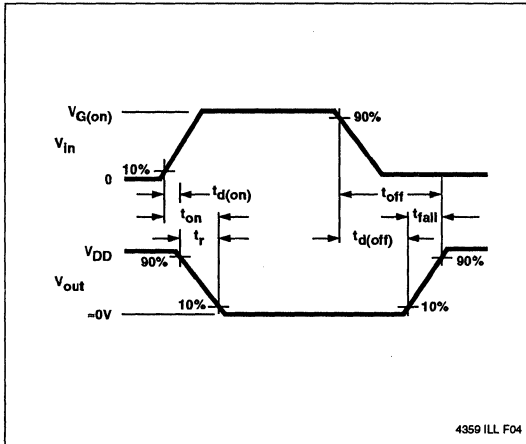 V_G(on)
90%
V_in
10%
0
t_d(on)
t_off
t_on
t_fall
t_r
t_d(off)
V_DD
90%
90%
V_out
10%
10%
≈0V
4359 ILL F04